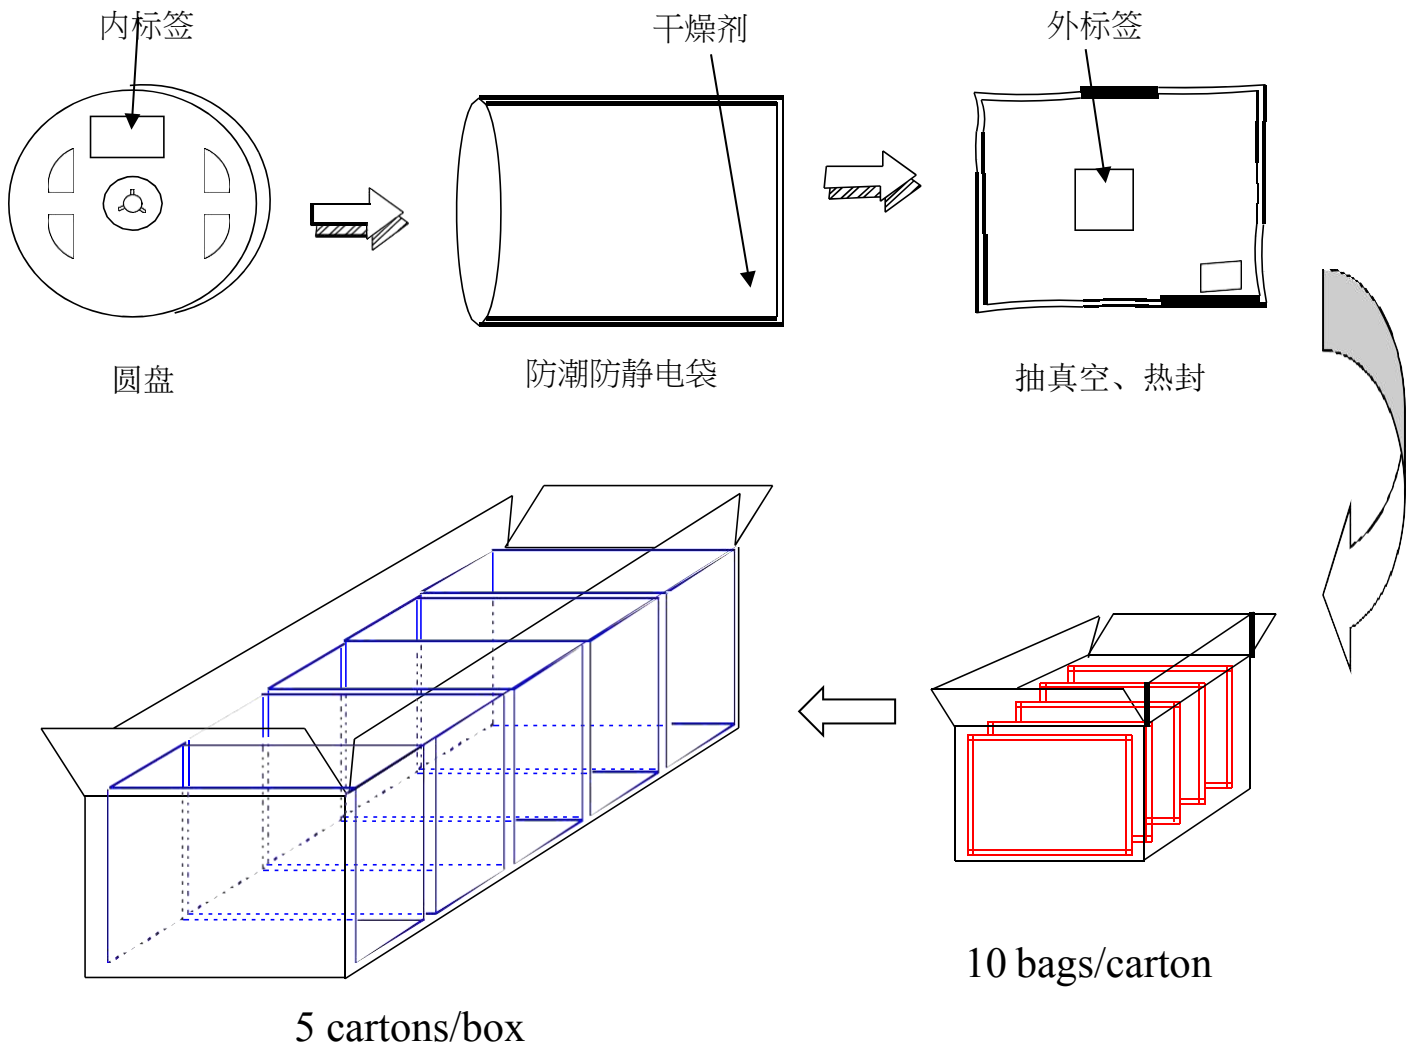 内标签
干燥剂
外标签
圆盘
防潮防静电袋
抽真空、热封
10 bags/carton
5 cartons/box